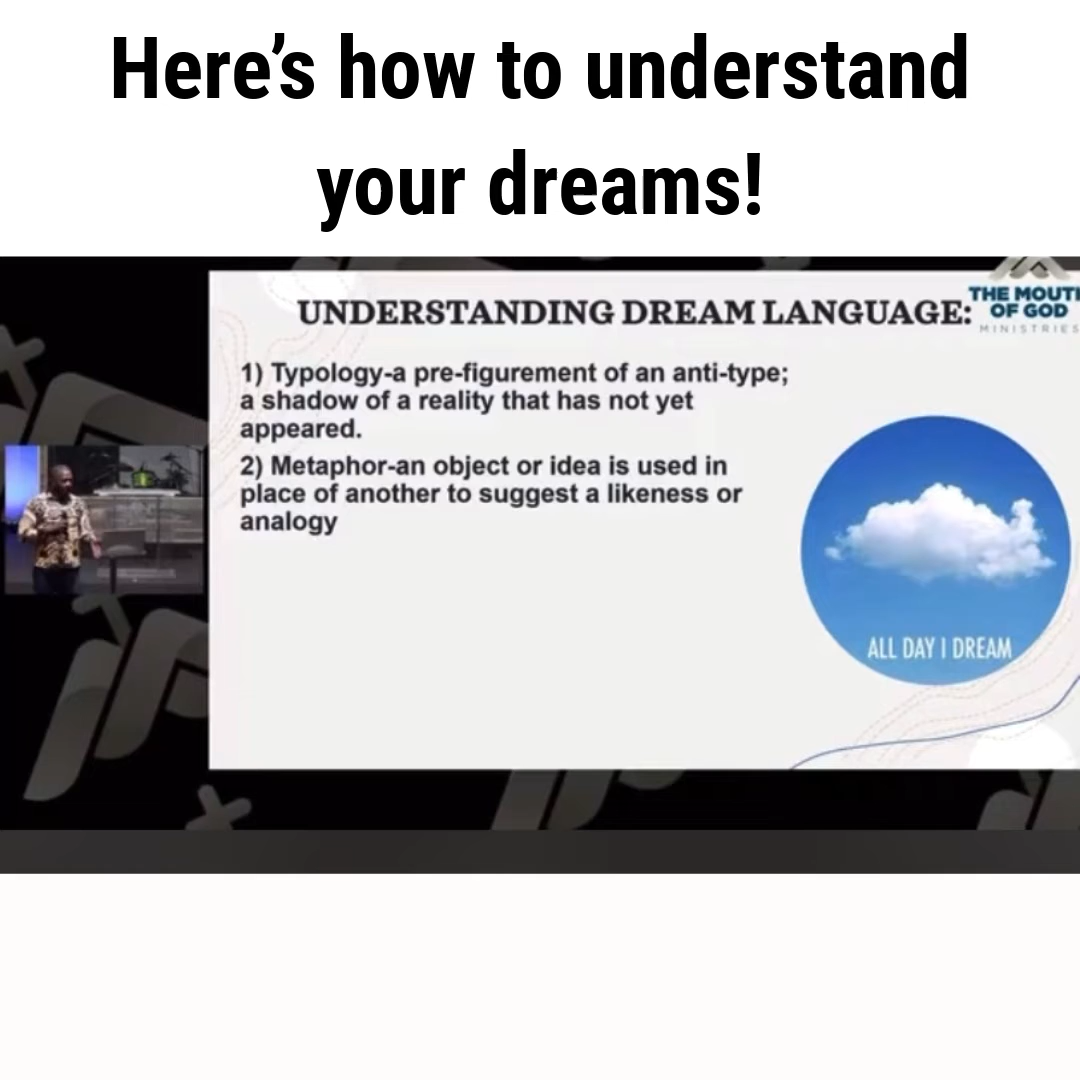 Here’s how to understand
your dreams!
UNDERSTANDING DREAM LANGUAGE:
THE MOUTH
OF GOD
MINISTRIES
1) Typology-a pre-figurement of an anti-type;
a shadow of a reality that has not yet
appeared.
2) Metaphor-an object or idea is used in
place of another to suggest a likeness or
analogy
ALL DAY I DREAM